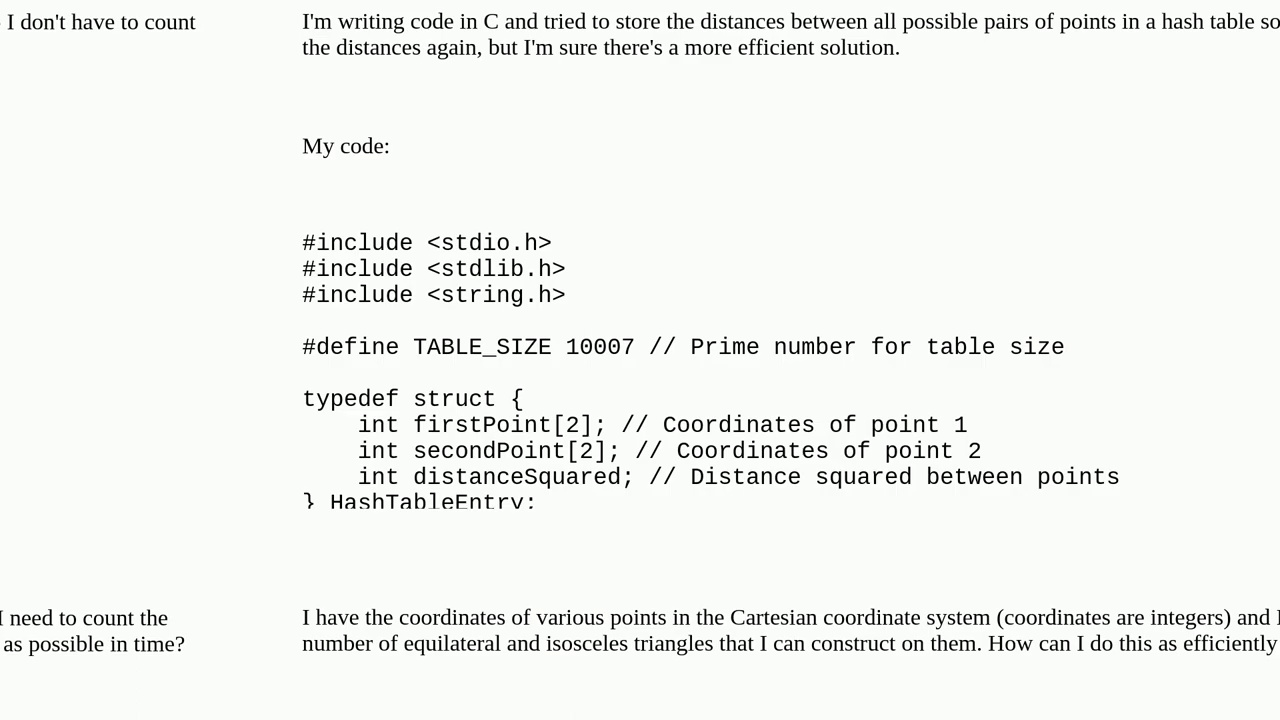 I don't have to count
I'm writing code in C and tried to store the distances between all possible pairs of points in a hash table so
the distances again, but I'm sure there's a more efficient solution.
My code:
#include <stdio.h>
#include <stdlib.h>
#include <string.h>
#define TABLE_SIZE 10007 // Prime number for table size
typedef struct {
    int firstPoint[2]; // Coordinates of point 1
    int secondPoint[2]; // Coordinates of point 2
    int distanceSquared; // Distance squared between points
} HashTableEntry;
I need to count the
as possible in time?
I have the coordinates of various points in the Cartesian coordinate system (coordinates are integers) and I
number of equilateral and isosceles triangles that I can construct on them. How can I do this as efficiently